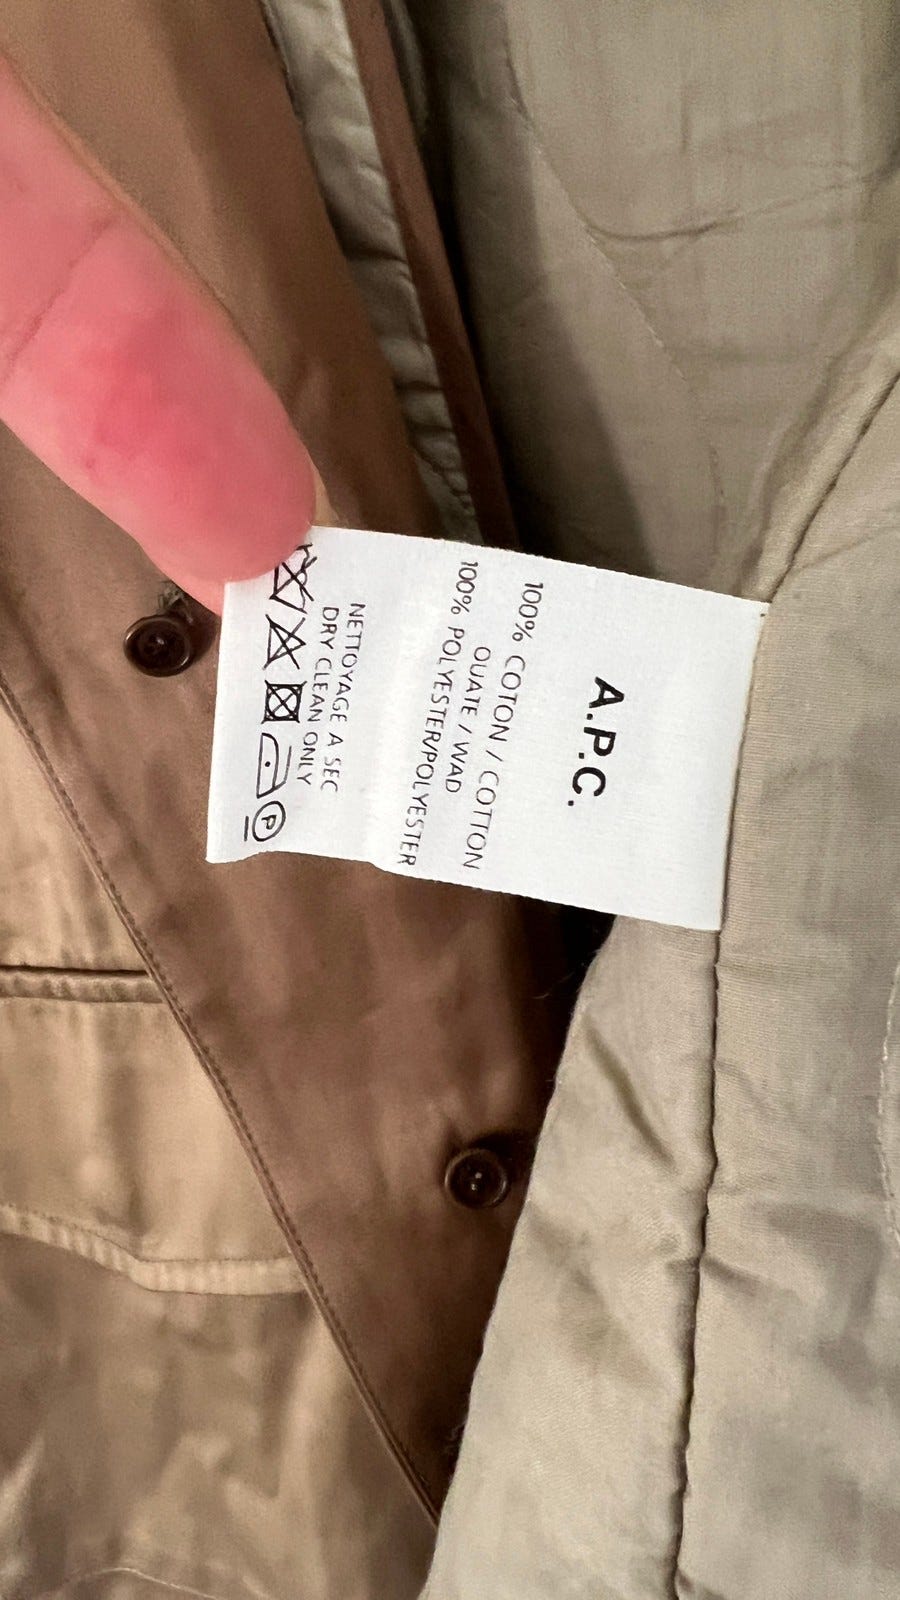 A.P.C.
100% COTON / COTTON
OUATE / WAD
100% POLYESTER/POLYESTER
NETTOYAGE A SEC
DRY CLEAN ONLY
P